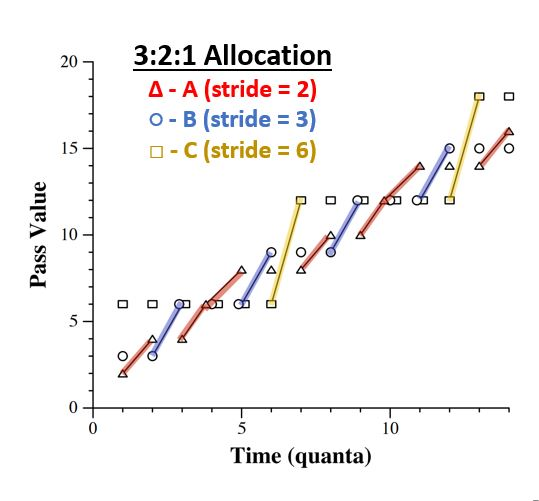 3:2:1 Allocation
Δ - A (stride = 2)
○ - B (stride = 3)
□ - C (stride = 6)
20
15
10
5
0
Pass Value
0 5 10
Time (quanta)